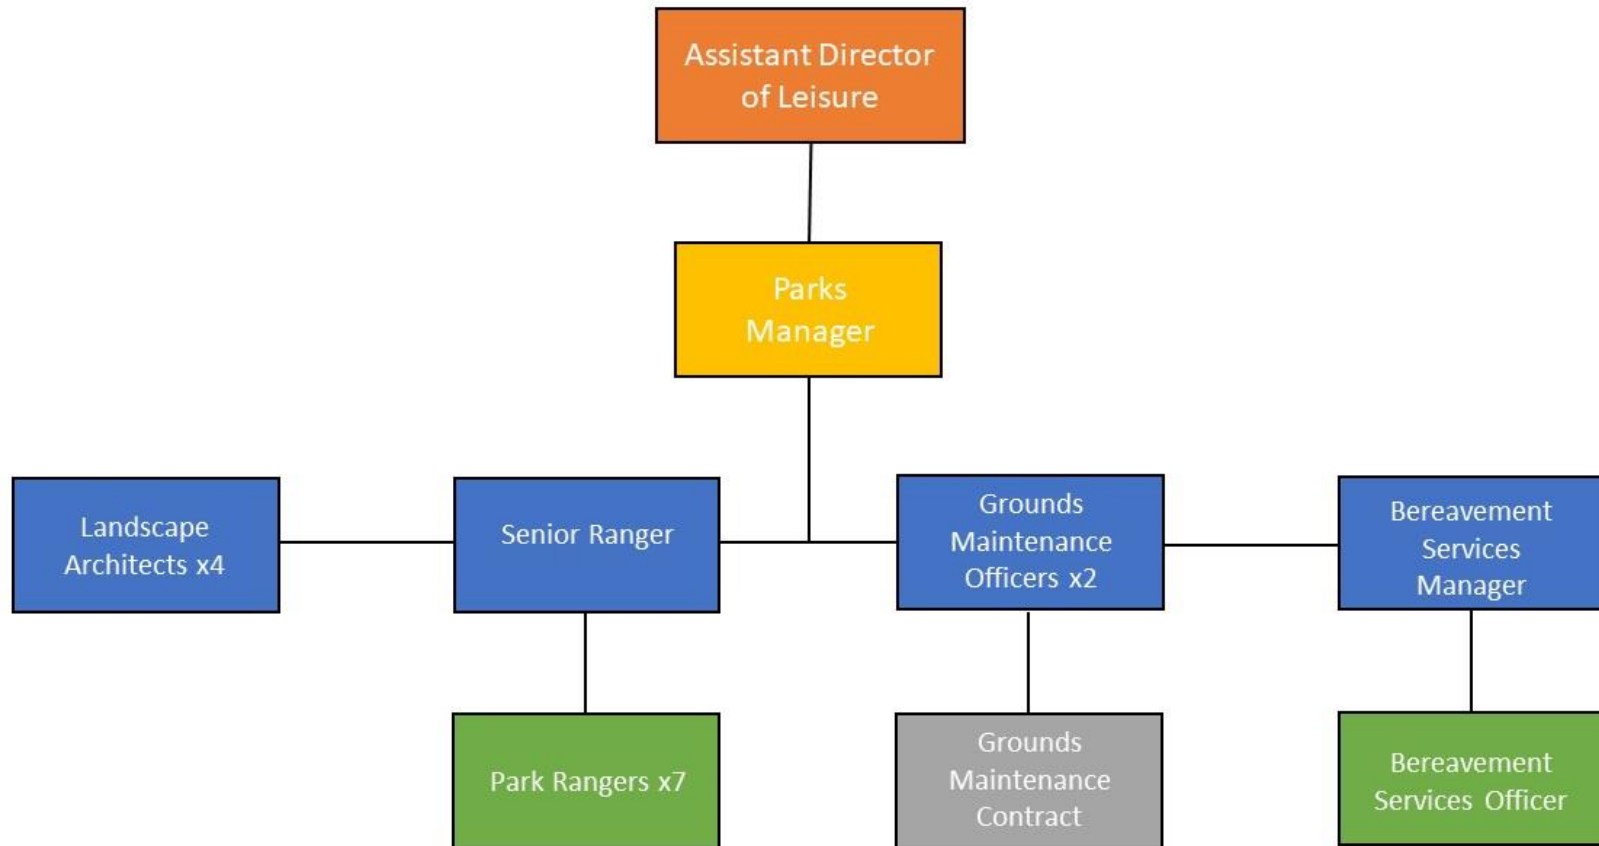 Assistant Director
of Leisure
Parks
Manager
Landscape
Architects x4
Senior Ranger
Grounds
Maintenance
Officers x2
Bereavement
Services
Manager
Park Rangers x7
Grounds
Maintenance
Contract
Bereavement
Services Officer